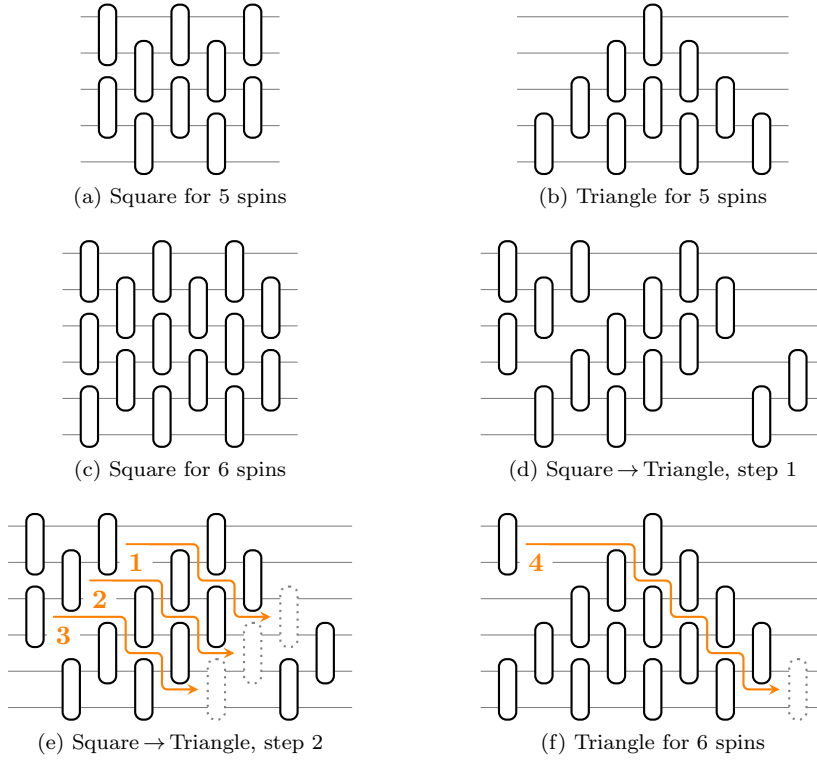 (a) Square for 5 spins
(b) Triangle for 5 spins
(c) Square for 6 spins
(d) Square → Triangle, step 1
1
2
3
4
(e) Square → Triangle, step 2
(f) Triangle for 6 spins